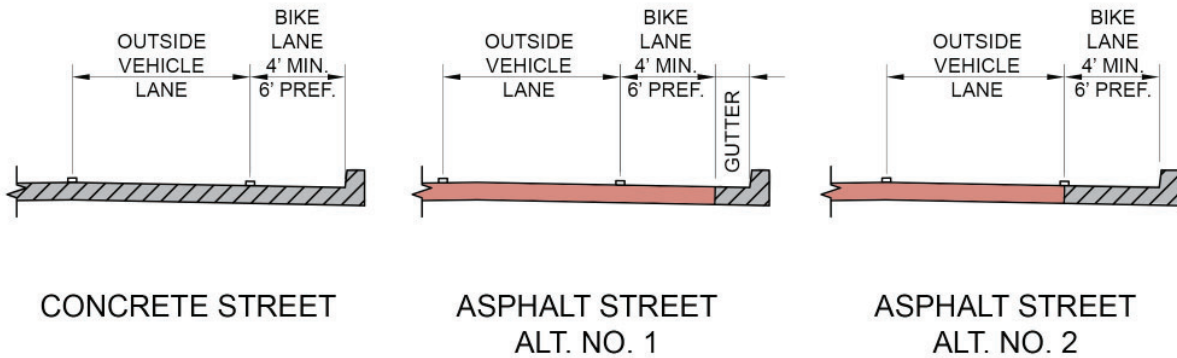 OUTSIDE
VEHICLE
LANE
BIKE
LANE
4’ MIN.
6’ PREF.
CONCRETE STREET
OUTSIDE
VEHICLE
LANE
BIKE
LANE
4’ MIN.
6’ PREF.
GUTTER
ASPHALT STREET
ALT. NO. 1
OUTSIDE
VEHICLE
LANE
BIKE
LANE
4’ MIN.
6’ PREF.
ASPHALT STREET
ALT. NO. 2